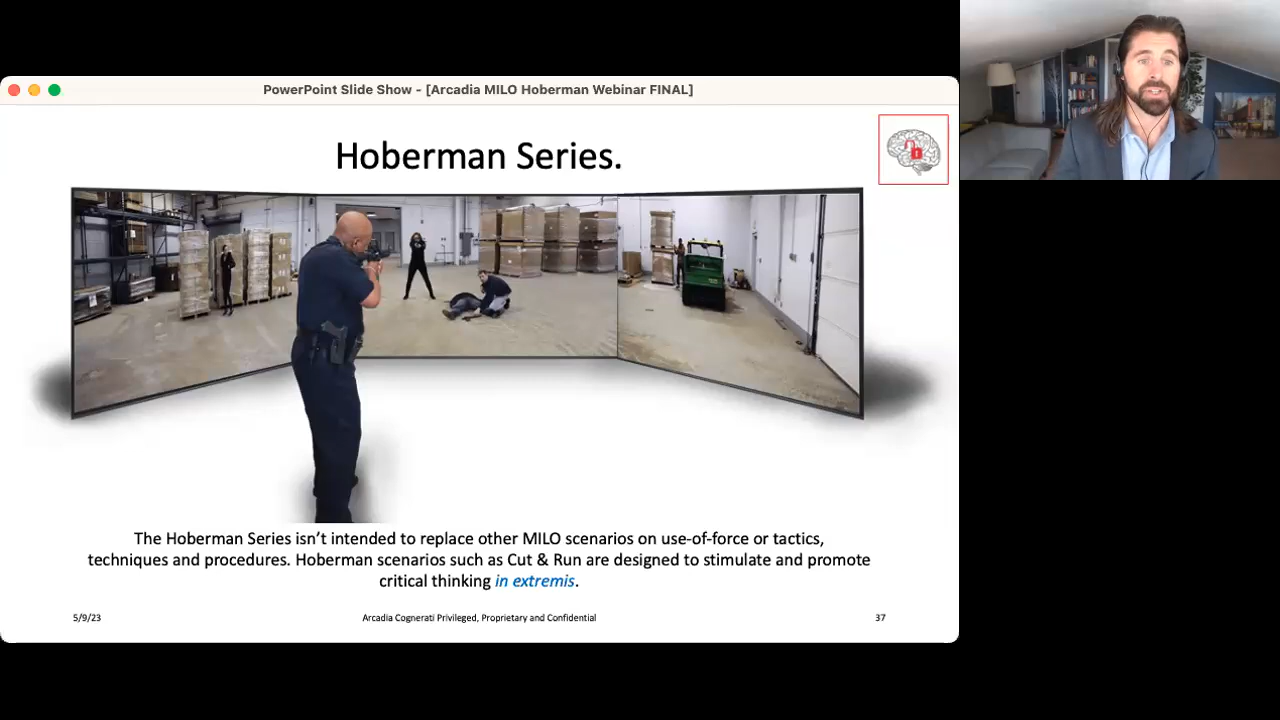 PowerPoint Slide Show - [Arcadia MILO Hoberman Webinar FINAL]
Hoberman Series.
The Hoberman Series isn’t intended to replace other MILO scenarios on use-of-force or tactics,
techniques and procedures. Hoberman scenarios such as Cut & Run are designed to stimulate and promote
critical thinking in extremis.
5/9/23
Arcadia Cognerati Privileged, Proprietary and Confidential
37